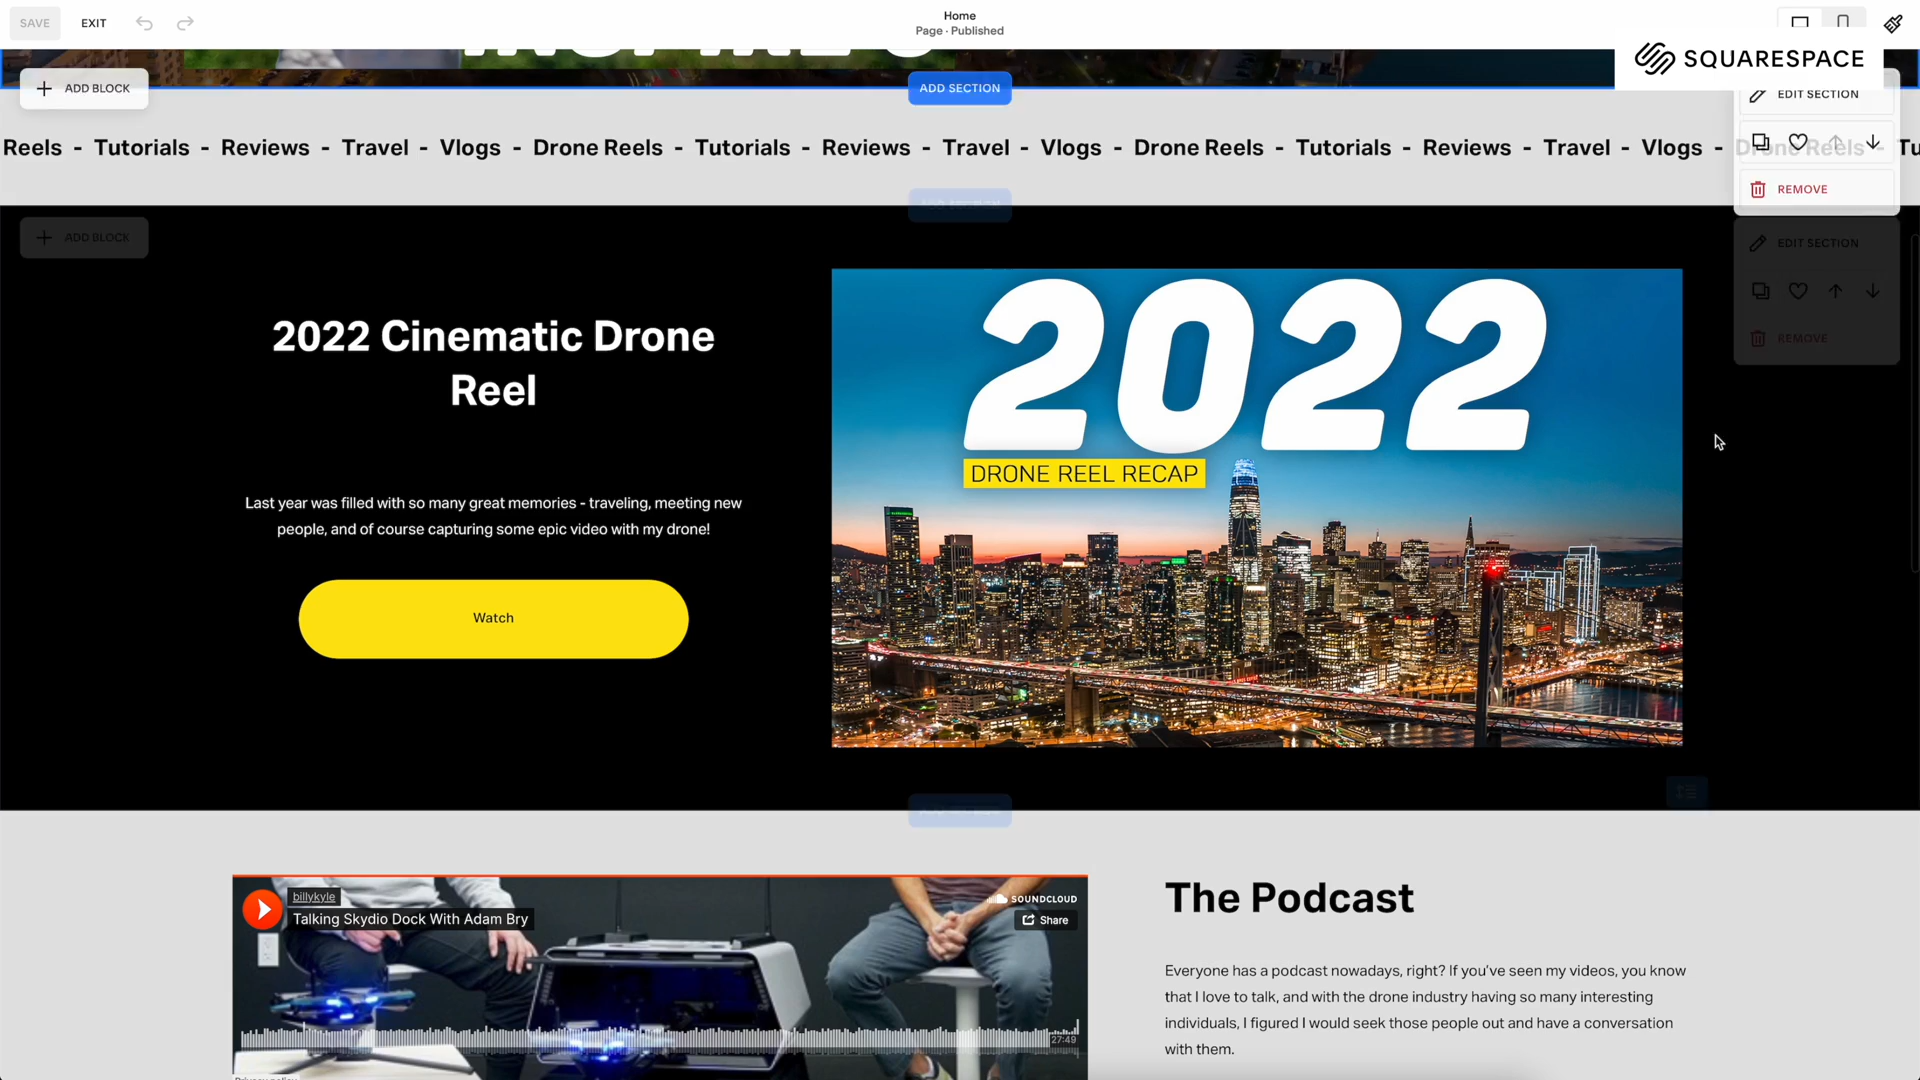 SAVE
EXIT
Home
Page · Published
SQUARESPACE
ADD BLOCK
ADD SECTION
EDIT SECTION
Reels - Tutorials - Reviews - Travel - Vlogs - Drone Reels - Tutorials - Reviews - Travel - Vlogs - Drone Reels - Tutorials - Reviews - Travel - Vlogs - Drone Reels - Tu
REMOVE
ADD BLOCK
EDIT SECTION
REMOVE
2022 Cinematic Drone
Reel
2022
DRONE REEL RECAP
Last year was filled with so many great memories - traveling, meeting new
people, and of course capturing some epic video with my drone!
Watch
billykyle
Talking Skydio Dock With Adam Bry
SOUNDCLOUD
Share
27:49
Privacy policy
The Podcast
Everyone has a podcast nowadays, right? If you've seen my videos, you know
that I love to talk, and with the drone industry having so many interesting
individuals, I figured I would seek those people out and have a conversation
with them.